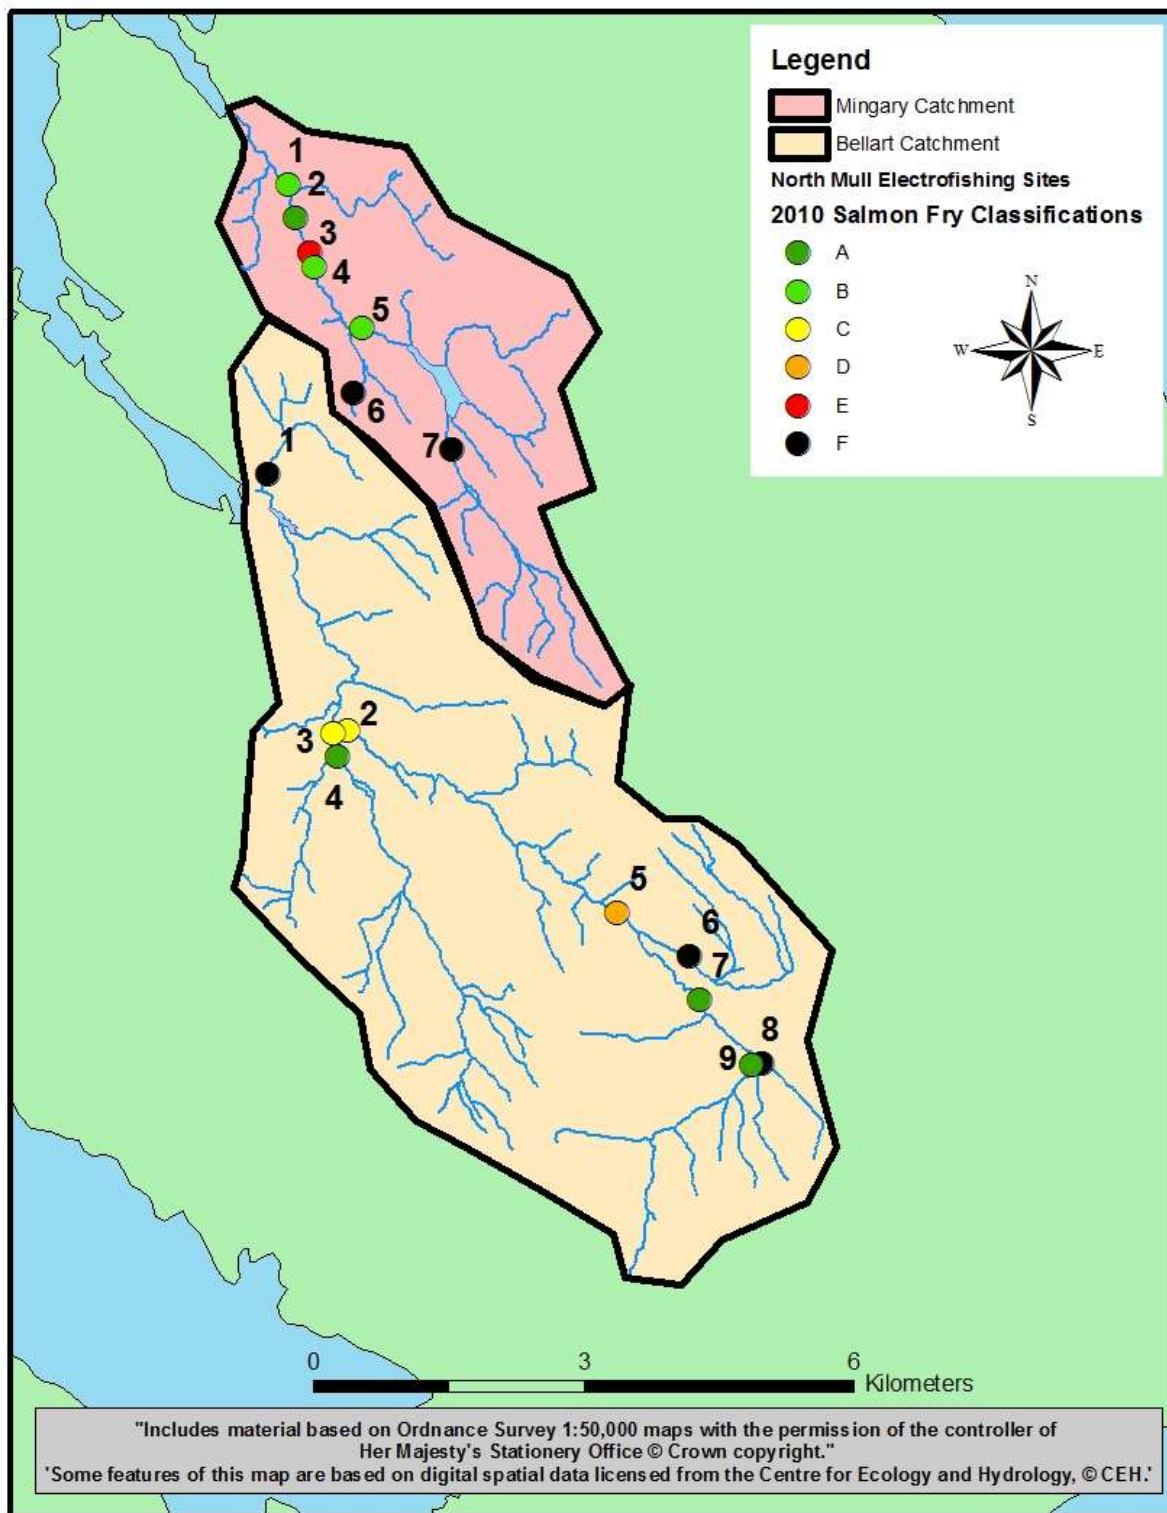 Legend
Mingary Catchment
Bellart Catchment
North Mull Electrofishing Sites
2010 Salmon Fry Classifications
A
B
C
D
E
F
N
W E
S
1
2
3
4
5
6
7
1
2
3
4
5
6
7
8
9
0 3 6
Kilometers
"Includes material based on Ordnance Survey 1:50,000 maps with the permission of the controller of
Her Majesty's Stationery Office © Crown copyright."
'Some features of this map are based on digital spatial data licensed from the Centre for Ecology and Hydrology, © CEH.'